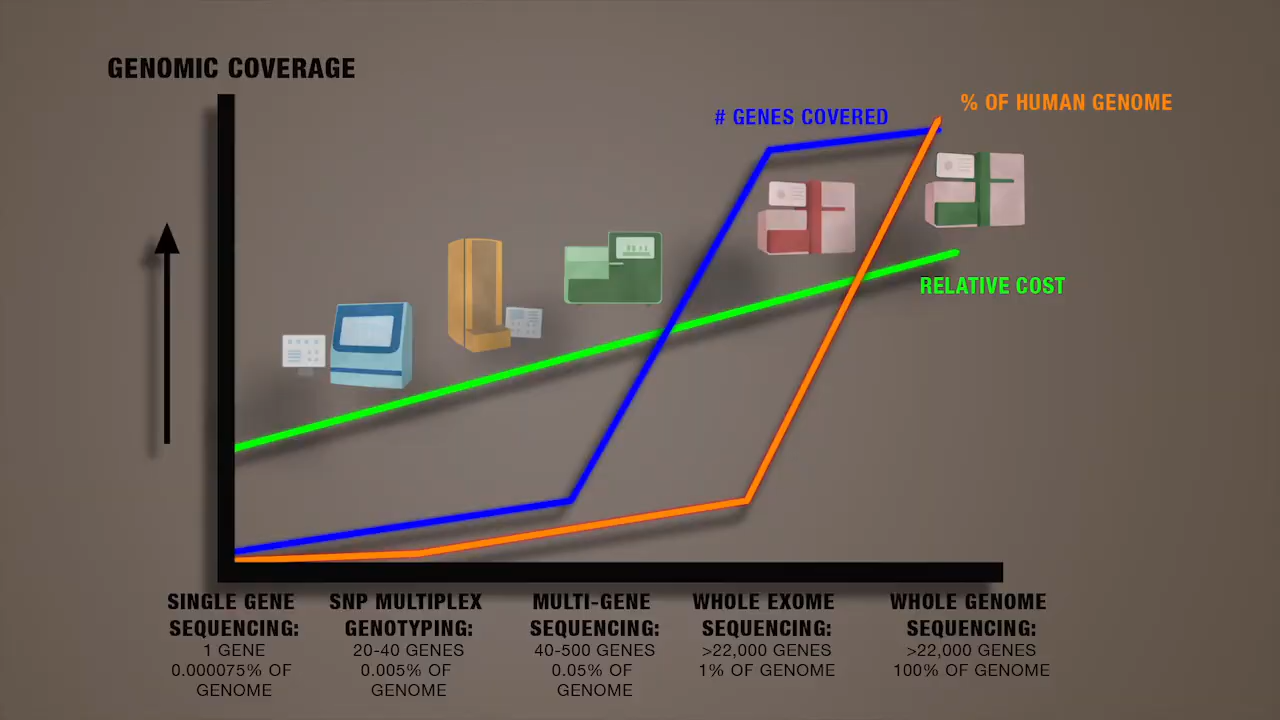 GENOMIC COVERAGE
# GENES COVERED
% OF HUMAN GENOME
RELATIVE COST
SINGLE GENE
SEQUENCING:
1 GENE
0.000075% OF
GENOME
SNP MULTIPLEX
GENOTYPING:
20-40 GENES
0.005% OF
GENOME
MULTI-GENE
SEQUENCING:
40-500 GENES
0.05% OF
GENOME
WHOLE EXOME
SEQUENCING:
>22,000 GENES
1% OF GENOME
WHOLE GENOME
SEQUENCING:
>22,000 GENES
100% OF GENOME